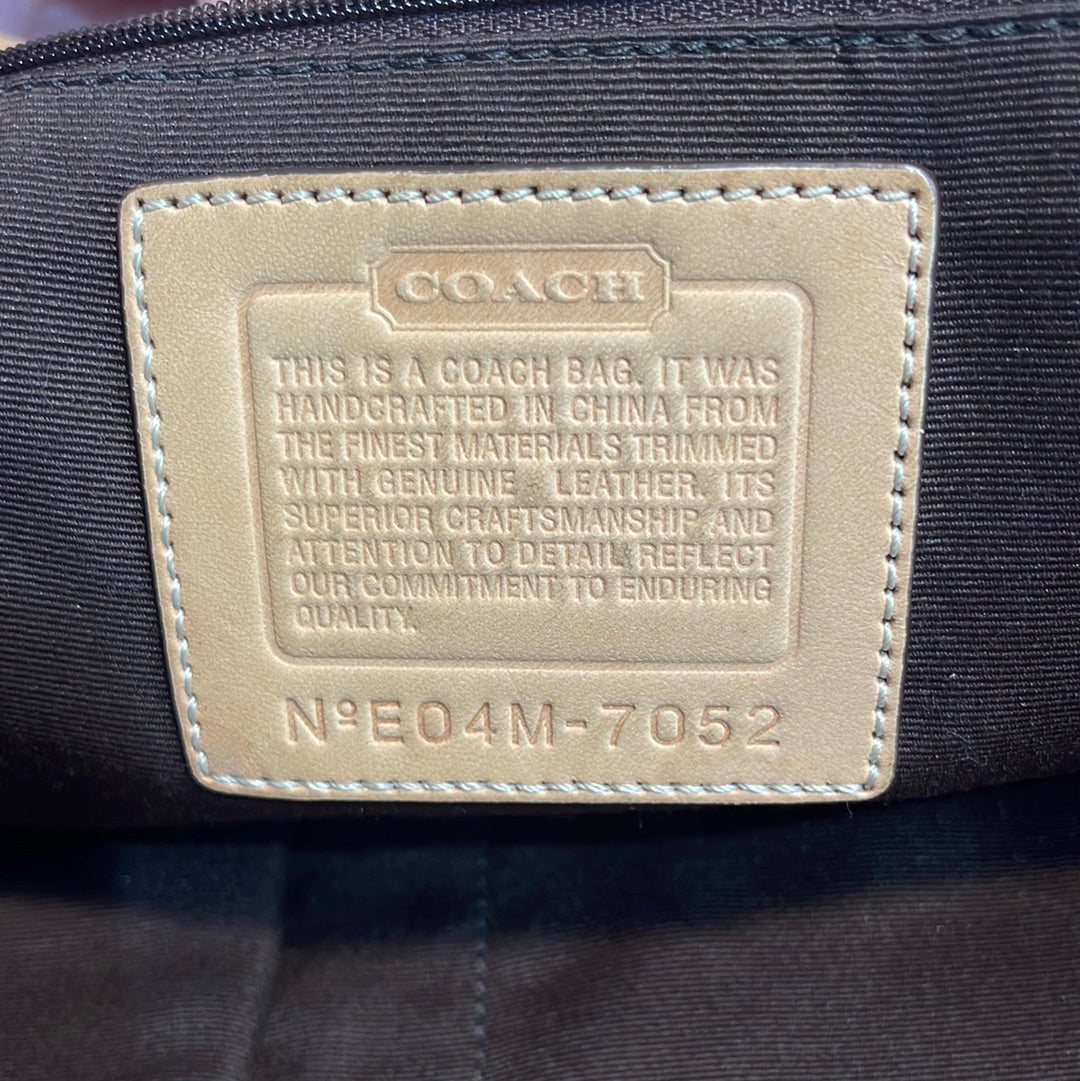 COACH
THIS IS A COACH BAG. IT WAS
HANDCRAFTED IN CHINA FROM
THE FINEST MATERIALS TRIMMED
WITH GENUINE LEATHER. ITS
SUPERIOR CRAFTSMANSHIP AND
ATTENTION TO DETAIL REFLECT
OUR COMMITMENT TO ENDURING
QUALITY.
Nº E04M-7052